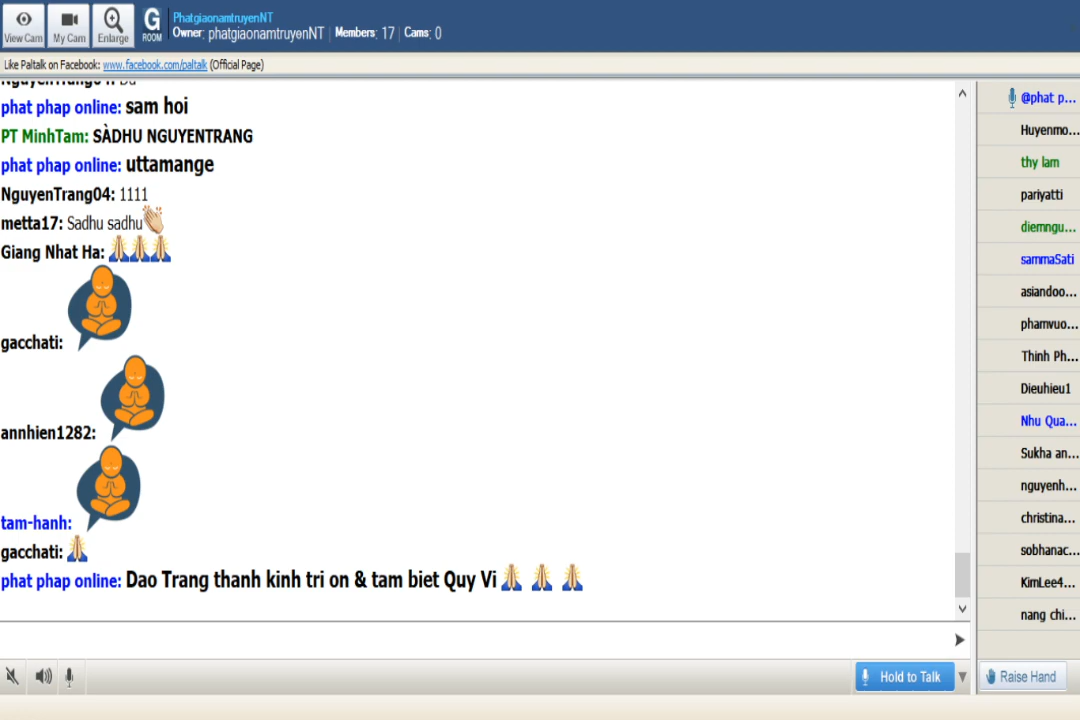 PhatgiaonamtruyenNT
G ROOM
Owner: phatgiaonamtruyenNT | Members: 17 | Cams: 0
View Cam My Cam Enlarge
Like Paltalk on Facebook: www.facebook.com/paltalk (Official Page)
phat phap online: sam hoi
PT MinhTam: SÀDHU NGUYENTRANG
phat phap online: uttamange
NguyenTrang04: 1111
metta17: Sadhu sadhu
Giang Nhat Ha:
gacchati:
annhien1282:
tam-hanh:
gacchati:
phat phap online: Dao Trang thanh kinh tri on & tam biet Quy Vi
@phat p...
Huyenmo...
thy lam
pariyatti
diemngu...
sammaSati
asiandoo...
phamvuo...
Thinh Ph...
Dieuhieu1
Nhu Qua...
Sukha an...
nguyenh...
christina...
sobhanac...
KimLee4...
nang chi...
Hold to Talk
Raise Hand